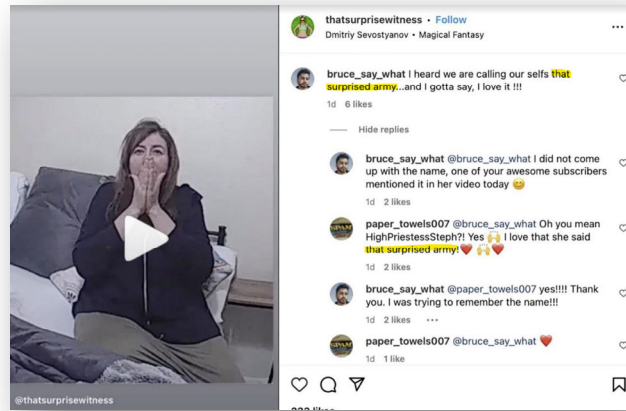 thatsurprisewitness • Follow
Dmitriy Sevostyanov • Magical Fantasy
bruce_say_what I heard we are calling our selfs that
surprised army...and I gotta say, I love it !!!
1d 6 likes
Hide replies
bruce_say_what @bruce_say_what I did not come
up with the name, one of your awesome subscribers
mentioned it in her video today 😊
1d 2 likes
paper_towels007 @bruce_say_what Oh you mean
HighPriestessSteph?! Yes 🙌 I love that she said
that surprised army!❤️ 🙌❤️
1d 2 likes
bruce_say_what @paper_towels007 yes!!!! Thank
you. I was trying to remember the name!!!
1d 2 likes
paper_towels007 @bruce_say_what ❤️
1d 1 like
@thatsurprisewitness